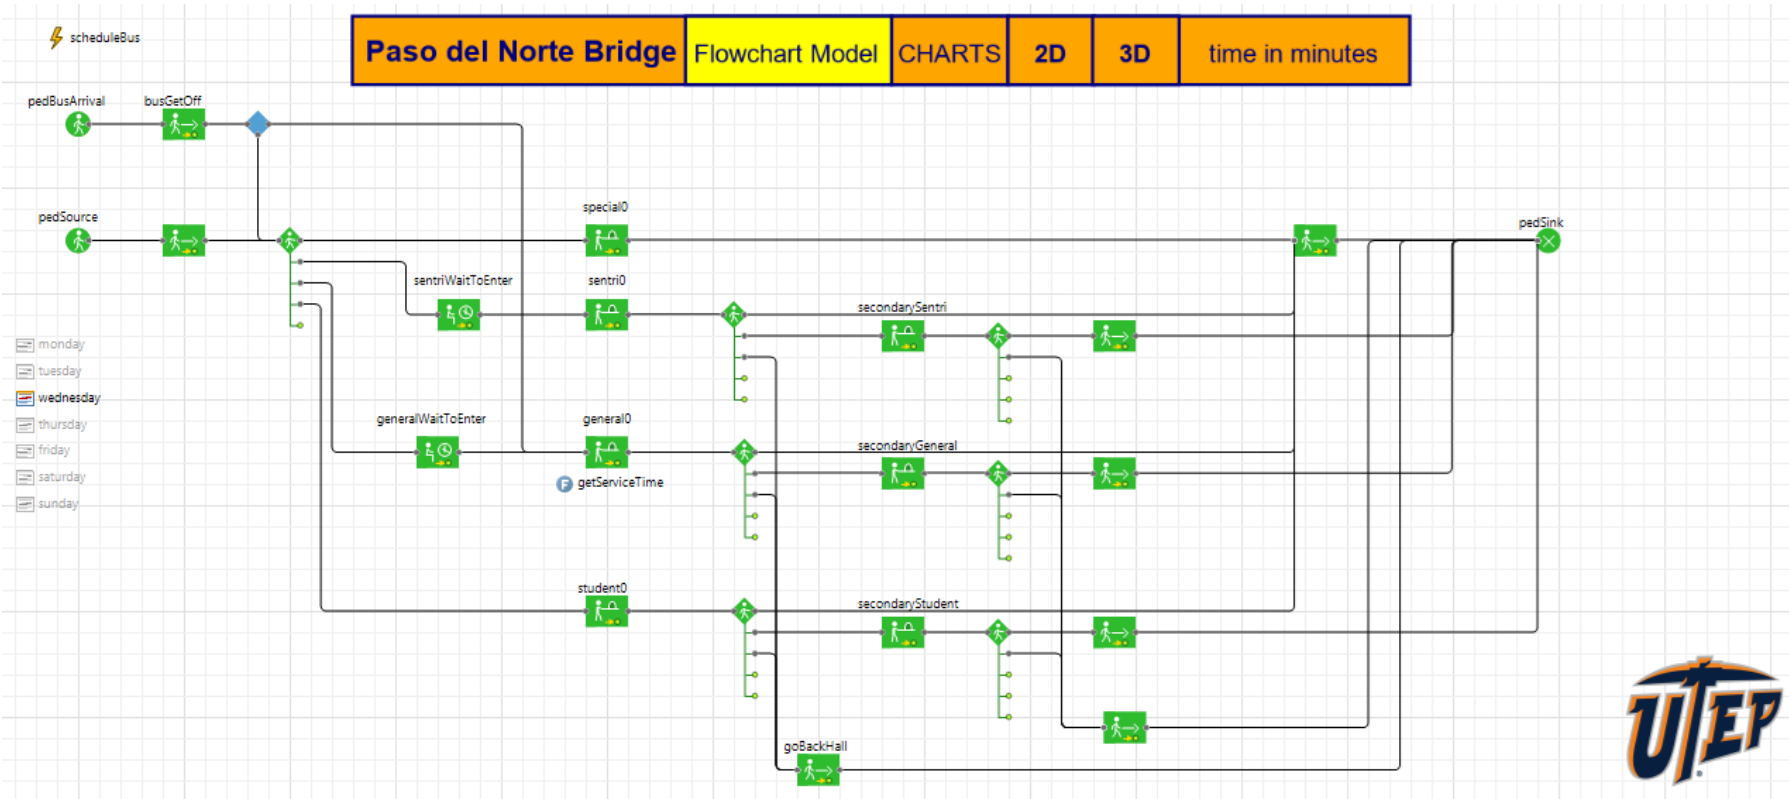 scheduleBus
Paso del Norte Bridge
Flowchart Model
CHARTS
2D
3D
time in minutes
pedBusArrival
busGetOff
pedSource
special0
pedSink
sentriWaitToEnter
sentri0
secondarySentri
monday
tuesday
wednesday
thursday
friday
saturday
sunday
generalWaitToEnter
general0
secondaryGeneral
F
getServiceTime
student0
secondaryStudent
goBackHall
UTEP